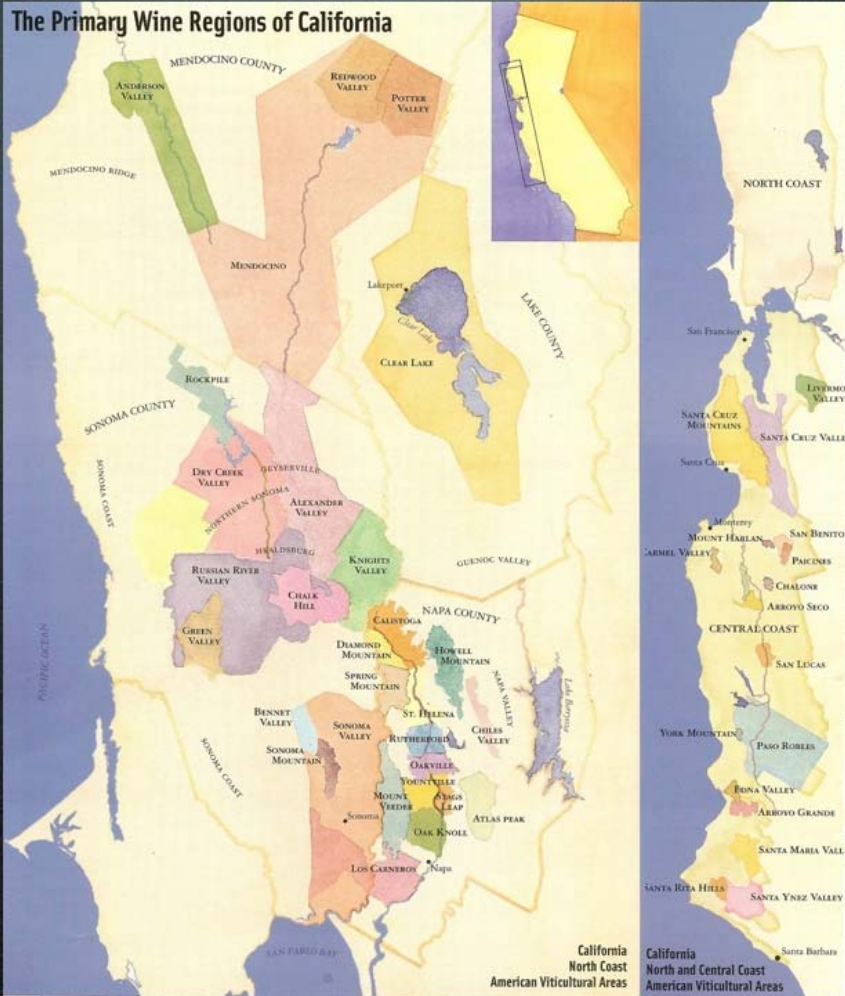 The Primary Wine Regions of California
MENDOCINO COUNTY
ANDERSON
VALLEY
REDWOOD
VALLEY
POTTER
VALLEY
MENDOCINO RIDGE
MENDOCINO
Lakeport
Clear Lake
CLEAR LAKE
LAKE COUNTY
ROCKPILE
SONOMA COUNTY
SONOMA COAST
DRY CREEK
VALLEY
GEYSERVILLE
NORTHERN SONOMA
ALEXANDER
VALLEY
HEALDSBURG
RUSSIAN RIVER
VALLEY
KNIGHTS
VALLEY
GUENOC VALLEY
CHALK
HILL
GREEN
VALLEY
CALISTOGA
NAPA COUNTY
DIAMOND
MOUNTAIN
HOWELL
MOUNTAIN
SPRING
MOUNTAIN
NAPA VALLEY
Lake Beryessa
PACIFIC OCEAN
BENNET
VALLEY
SONOMA
VALLEY
ST. HELENA
CHILES
VALLEY
SONOMA
MOUNTAIN
RUTHERFORD
SONOMA COAST
OAKVILLE
YOUNTVILLE
MOUNT
VEEDER
STAGS
LEAP
ATLAS PEAK
Sonoma
OAK KNOLL
LOS CARNEROS
Napa
SAN PABLO BAY
California
North Coast
American Viticultural Areas
NORTH COAST
San Francisco
LIVERMO
VALLEY
SANTA CRUZ
MOUNTAINS
SANTA CRUZ VALLE
Santa Cruz
Monterey
MOUNT HARLAN
SAN BENITO
CARMEL VALLEY
PAICINES
CHALONE
ARROYO SECO
CENTRAL COAST
SAN LUCAS
YORK MOUNTAIN
PASO ROBLES
EDNA VALLEY
ARROYO GRANDE
SANTA MARIA VALL
SANTA RITA HILLS
SANTA YNEZ VALLEY
Santa Barbara
California
North and Central Coast
American Viticultural Areas